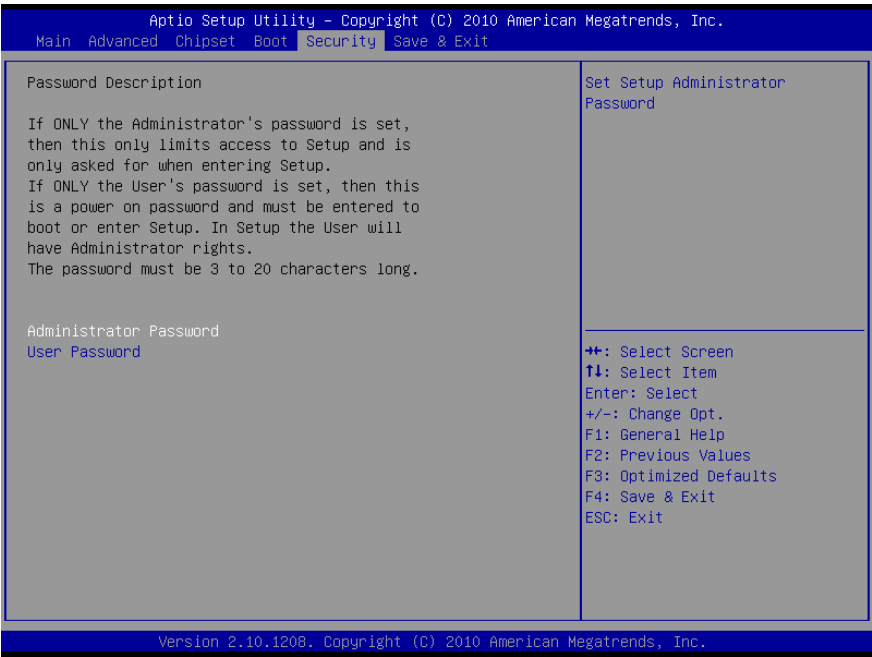 Aptio Setup Utility – Copyright (C) 2010 American Megatrends, Inc.
Main Advanced Chipset Boot Security Save & Exit
Password Description
If ONLY the Administrator's password is set,
then this only limits access to Setup and is
only asked for when entering Setup.
If ONLY the User's password is set, then this
is a power on password and must be entered to
boot or enter Setup. In Setup the User will
have Administrator rights.
The password must be 3 to 20 characters long.
Administrator Password
User Password
Set Setup Administrator
Password
→←: Select Screen
↑↓: Select Item
Enter: Select
+/-: Change Opt.
F1: General Help
F2: Previous Values
F3: Optimized Defaults
F4: Save & Exit
ESC: Exit
Version 2.10.1208. Copyright (C) 2010 American Megatrends, Inc.